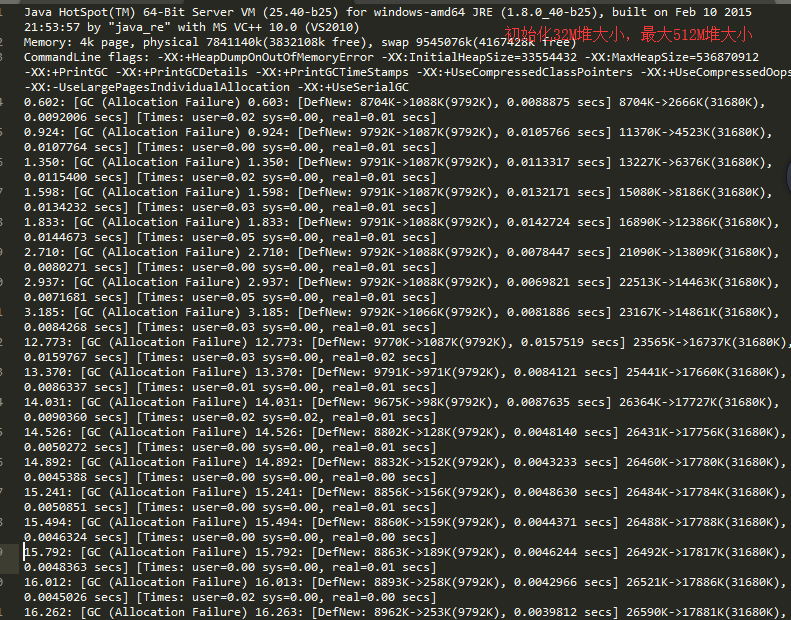 Java HotSpot(TM) 64-Bit Server VM (25.40-b25) for windows-amd64 JRE (1.8.0_40-b25), built on Feb 10 2015
21:53:57 by "java_re" with MS VC++ 10.0 (VS2010)
初始化32M堆大小，最大512M堆大小
Memory: 4k page, physical 7841140k(3832108k free), swap 9545076k(4167428k free)
CommandLine flags: -XX:+HeapDumpOnOutOfMemoryError -XX:InitialHeapSize=33554432 -XX:MaxHeapSize=536870912
-XX:+PrintGC -XX:+PrintGCDetails -XX:+PrintGCTimeStamps -XX:+UseCompressedClassPointers -XX:+UseCompressedOops
-XX:-UseLargePagesIndividualAllocation -XX:+UseSerialGC
0.602: [GC (Allocation Failure) 0.603: [DefNew: 8704K->1088K(9792K), 0.0088875 secs] 8704K->2666K(31680K),
0.0092006 secs] [Times: user=0.02 sys=0.00, real=0.01 secs]
0.924: [GC (Allocation Failure) 0.924: [DefNew: 9792K->1087K(9792K), 0.0105766 secs] 11370K->4523K(31680K),
0.0107764 secs] [Times: user=0.00 sys=0.00, real=0.01 secs]
1.350: [GC (Allocation Failure) 1.350: [DefNew: 9791K->1087K(9792K), 0.0113317 secs] 13227K->6376K(31680K),
0.0115400 secs] [Times: user=0.02 sys=0.00, real=0.01 secs]
1.598: [GC (Allocation Failure) 1.598: [DefNew: 9791K->1087K(9792K), 0.0132171 secs] 15080K->8186K(31680K),
0.0134232 secs] [Times: user=0.03 sys=0.00, real=0.01 secs]
1.833: [GC (Allocation Failure) 1.833: [DefNew: 9791K->1088K(9792K), 0.0142724 secs] 16890K->12386K(31680K),
0.0144673 secs] [Times: user=0.05 sys=0.00, real=0.01 secs]
2.710: [GC (Allocation Failure) 2.710: [DefNew: 9792K->1088K(9792K), 0.0078447 secs] 21090K->13809K(31680K),
0.0080271 secs] [Times: user=0.00 sys=0.00, real=0.01 secs]
2.937: [GC (Allocation Failure) 2.937: [DefNew: 9792K->1088K(9792K), 0.0069821 secs] 22513K->14463K(31680K),
0.0071681 secs] [Times: user=0.05 sys=0.00, real=0.01 secs]
3.185: [GC (Allocation Failure) 3.185: [DefNew: 9792K->1066K(9792K), 0.0081886 secs] 23167K->14861K(31680K),
0.0084268 secs] [Times: user=0.03 sys=0.00, real=0.01 secs]
12.773: [GC (Allocation Failure) 12.773: [DefNew: 9770K->1087K(9792K), 0.0157519 secs] 23565K->16737K(31680K),
0.0159767 secs] [Times: user=0.03 sys=0.00, real=0.02 secs]
13.370: [GC (Allocation Failure) 13.370: [DefNew: 9791K->971K(9792K), 0.0084121 secs] 25441K->17660K(31680K),
0.0086337 secs] [Times: user=0.01 sys=0.00, real=0.01 secs]
14.031: [GC (Allocation Failure) 14.031: [DefNew: 9675K->98K(9792K), 0.0087635 secs] 26364K->17727K(31680K),
0.0090360 secs] [Times: user=0.02 sys=0.02, real=0.01 secs]
14.526: [GC (Allocation Failure) 14.526: [DefNew: 8802K->128K(9792K), 0.0048140 secs] 26431K->17756K(31680K),
0.0050272 secs] [Times: user=0.00 sys=0.00, real=0.01 secs]
14.892: [GC (Allocation Failure) 14.892: [DefNew: 8832K->152K(9792K), 0.0043233 secs] 26460K->17780K(31680K),
0.0045388 secs] [Times: user=0.00 sys=0.00, real=0.00 secs]
15.241: [GC (Allocation Failure) 15.241: [DefNew: 8856K->156K(9792K), 0.0048630 secs] 26484K->17784K(31680K),
0.0050851 secs] [Times: user=0.00 sys=0.00, real=0.01 secs]
15.494: [GC (Allocation Failure) 15.494: [DefNew: 8860K->159K(9792K), 0.0044371 secs] 26488K->17788K(31680K),
0.0046324 secs] [Times: user=0.00 sys=0.00, real=0.00 secs]
15.792: [GC (Allocation Failure) 15.792: [DefNew: 8863K->189K(9792K), 0.0046244 secs] 26492K->17817K(31680K),
0.0048363 secs] [Times: user=0.00 sys=0.00, real=0.01 secs]
16.012: [GC (Allocation Failure) 16.013: [DefNew: 8893K->258K(9792K), 0.0042966 secs] 26521K->17886K(31680K),
0.0045026 secs] [Times: user=0.02 sys=0.00, real=0.00 secs]
16.262: [GC (Allocation Failure) 16.263: [DefNew: 8962K->253K(9792K), 0.0039812 secs] 26590K->17881K(31680K),